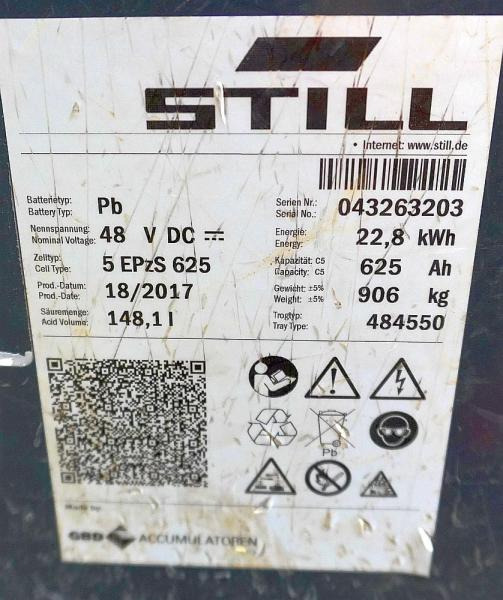 STILL
• Internet: www.still.de
Batterietyp: Pb
Battery Typ:
Serien Nr.: 043263203
Serial No.:
Nennspannung: 48 V DC
Nominal Voltage:
Energie: 22,8 kWh
Energy:
Zelltyp: 5 EPzS 625
Cell Type:
Kapazität: C5 625 Ah
Capacity: C5
Prod.-Datum: 18/2017
Prod.-Date:
Gewicht: ±5% 906 kg
Weight: ±5%
Säuremenge: 148,1 l
Acid Volume:
Trogtyp: 484550
Tray Type:
Pb
Made by
GBD ACCUMULATOREN